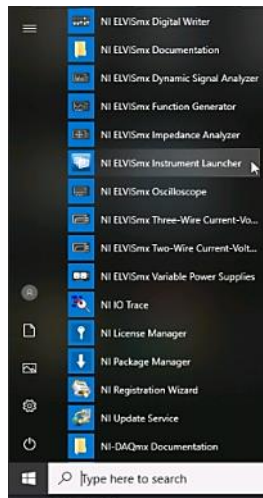 NI ELVISmx Digital Writer
NI ELVISmx Documentation
NI ELVISmx Dynamic Signal Analyzer
NI ELVISmx Function Generator
NI ELVISmx Impedance Analyzer
NI ELVISmx Instrument Launcher
NI ELVISmx Oscilloscope
NI ELVISmx Three-Wire Current-Vo...
NI ELVISmx Two-Wire Current-Volt...
NI ELVISmx Variable Power Supplies
NI IO Trace
NI License Manager
NI Package Manager
NI Registration Wizard
NI Update Service
NI-DAQmx Documentation
Type here to search